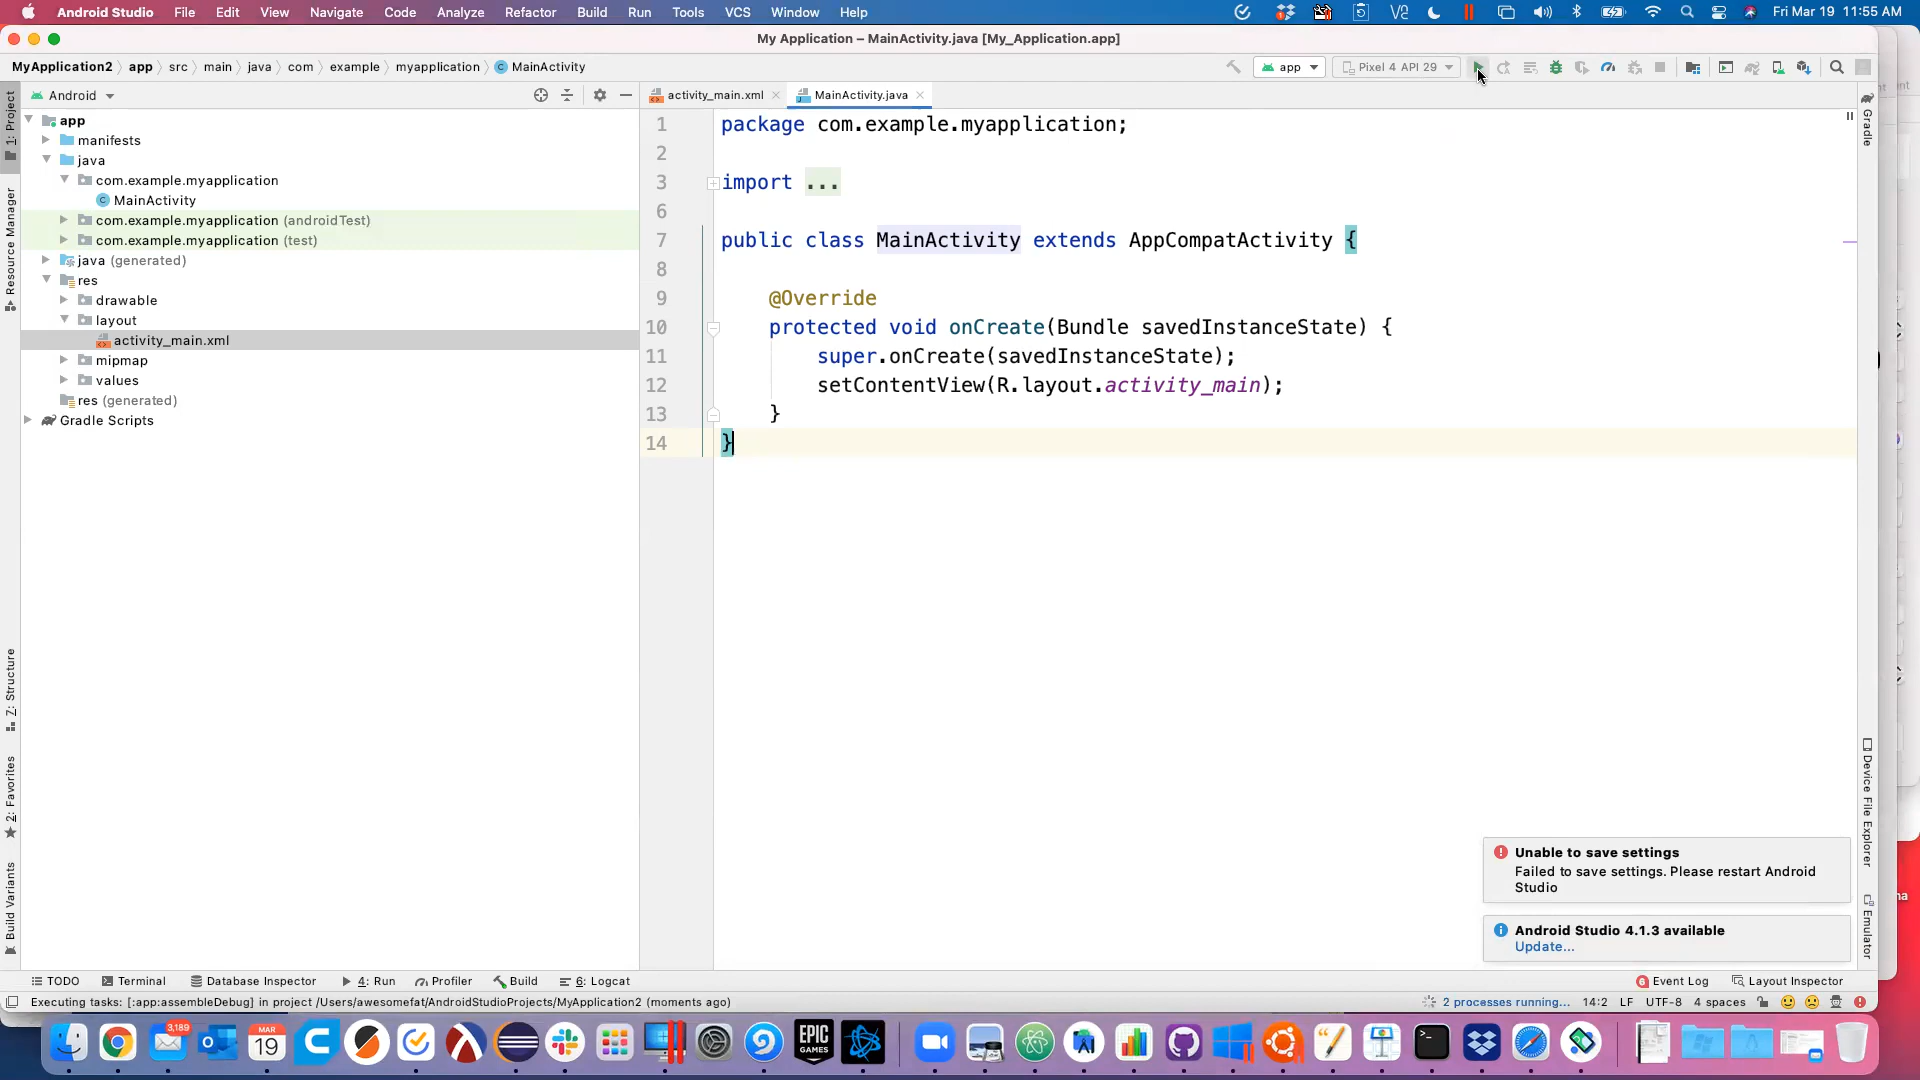 Android Studio File Edit View Navigate Code Analyze Refactor Build Run Tools VCS Window Help Fri Mar 19 11:55 AM
My Application – MainActivity.java [My_Application.app]
MyApplication2 app src main java com example myapplication MainActivity app Pixel 4 API 29
Android activity_main.xml MainActivity.java
app
manifests
java
com.example.myapplication
MainActivity
com.example.myapplication (androidTest)
com.example.myapplication (test)
java (generated)
res
drawable
layout
activity_main.xml
mipmap
values
res (generated)
Gradle Scripts
1: Project
Resource Manager
Z: Structure
2: Favorites
Build Variants
1 package com.example.myapplication;
2
3 import ...
6
7 public class MainActivity extends AppCompatActivity {
8
9 @Override
10 protected void onCreate(Bundle savedInstanceState) {
11 super.onCreate(savedInstanceState);
12 setContentView(R.layout.activity_main);
13 }
14 }
Gradle
Device File Explorer
Emulator
Unable to save settings
Failed to save settings. Please restart Android
Studio
Android Studio 4.1.3 available
Update...
TODO Terminal Database Inspector 4: Run Profiler Build 6: Logcat 6 Event Log Layout Inspector
Executing tasks: [:app:assembleDebug] in project /Users/awesomefat/AndroidStudioProjects/MyApplication2 (moments ago) 2 processes running... 14:2 LF UTF-8 4 spaces
3,189
MAR
19
EPIC
GAMES